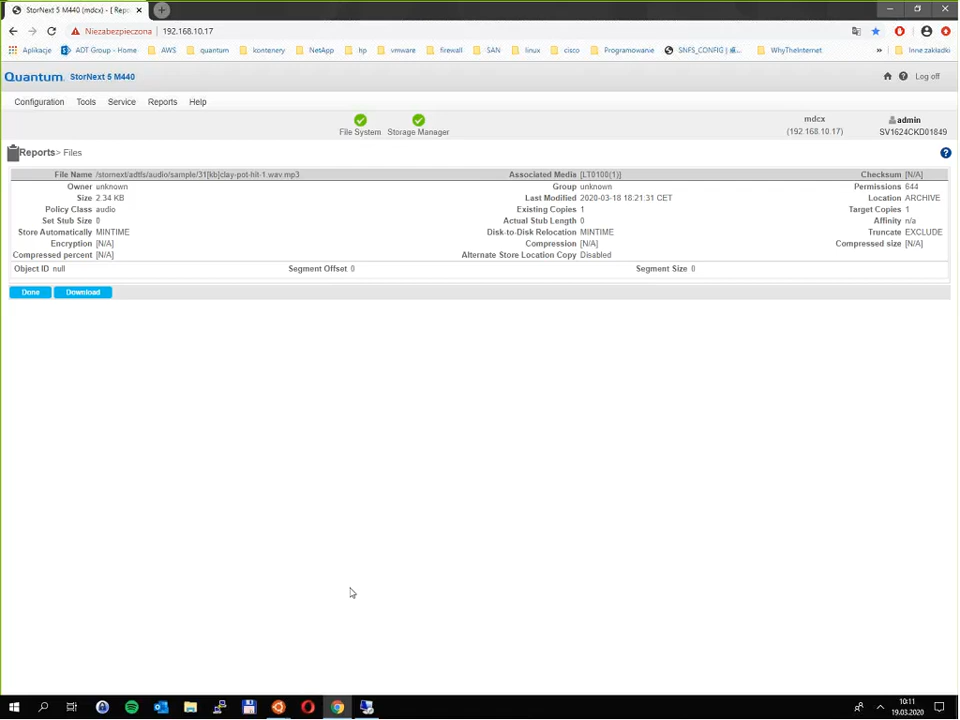 StorNext 5 M440 (mdcx) - [ Repo
Niezabezpieczona | 192.168.10.17
Aplikacje ADT Group - Home AWS quantum kontenery NetApp hp vmware firewall SAN linux cisco Programowanie SNFS_CONFIG | WhyTheInternet » Inne zakładki
Quantum. StorNext 5 M440 Log off
Configuration Tools Service Reports Help
File System Storage Manager
mdcx
(192.168.10.17)
admin
SV1624CKD01849
Reports> Files
File Name /stornext/adtfs/audio/sample/31[kb]clay-pot-hit-1.wav.mp3 Associated Media [LT0100(1)] Checksum [N/A]
Owner unknown Group unknown Permissions 644
Size 2.34 KB Last Modified 2020-03-18 18:21:31 CET Location ARCHIVE
Policy Class audio Existing Copies 1 Target Copies 1
Set Stub Size 0 Actual Stub Length 0 Affinity n/a
Store Automatically MINTIME Disk-to-Disk Relocation MINTIME Truncate EXCLUDE
Encryption [N/A] Compression [N/A] Compressed size [N/A]
Compressed percent [N/A] Alternate Store Location Copy Disabled
Object ID null Segment Offset 0 Segment Size 0
Done Download
10:11
19.03.2020